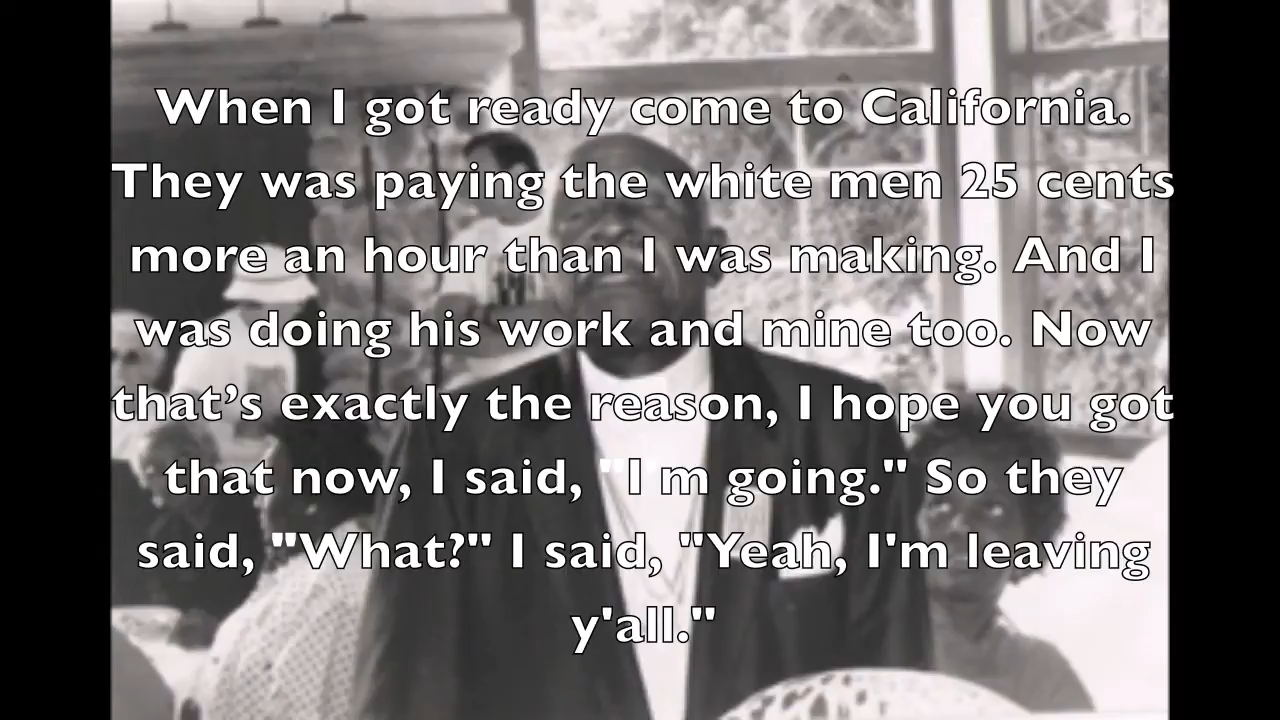 When I got ready come to California.
They was paying the white men 25 cents
more an hour than I was making. And I
was doing his work and mine too. Now
that’s exactly the reason, I hope you got
that now, I said, "I'm going." So they
said, "What?" I said, "Yeah, I'm leaving
y'all."